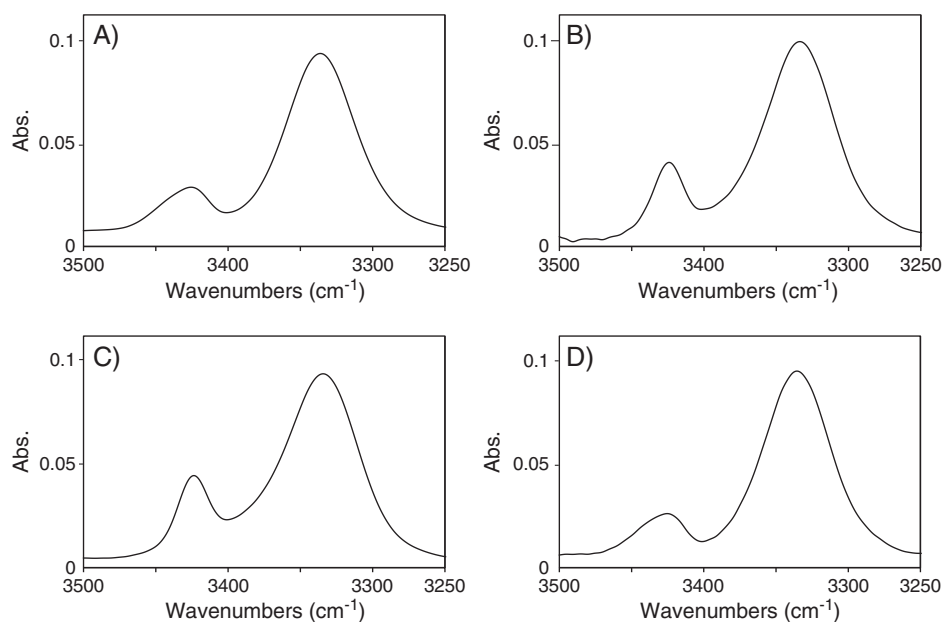 A)
0.1
0.05
0
Abs.
3500 3400 3300 3250
Wavenumbers (cm-1)
B)
0.1
0.05
0
Abs.
3500 3400 3300 3250
Wavenumbers (cm-1)
C)
0.1
0.05
0
Abs.
3500 3400 3300 3250
Wavenumbers (cm-1)
D)
0.1
0.05
0
Abs.
3500 3400 3300 3250
Wavenumbers (cm-1)